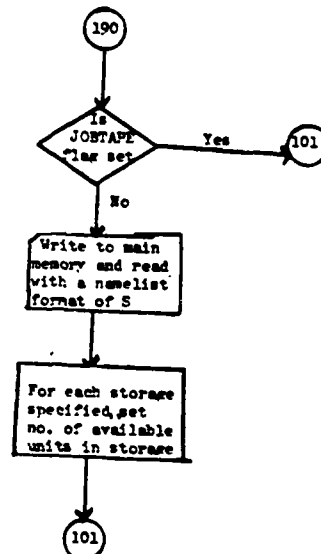 190
Is
JOBTAPE
flag set
Yes
101
No
Write to main
memory and read
with a namelist
format of S
For each storage
specified, set
no. of available
units in storage
101